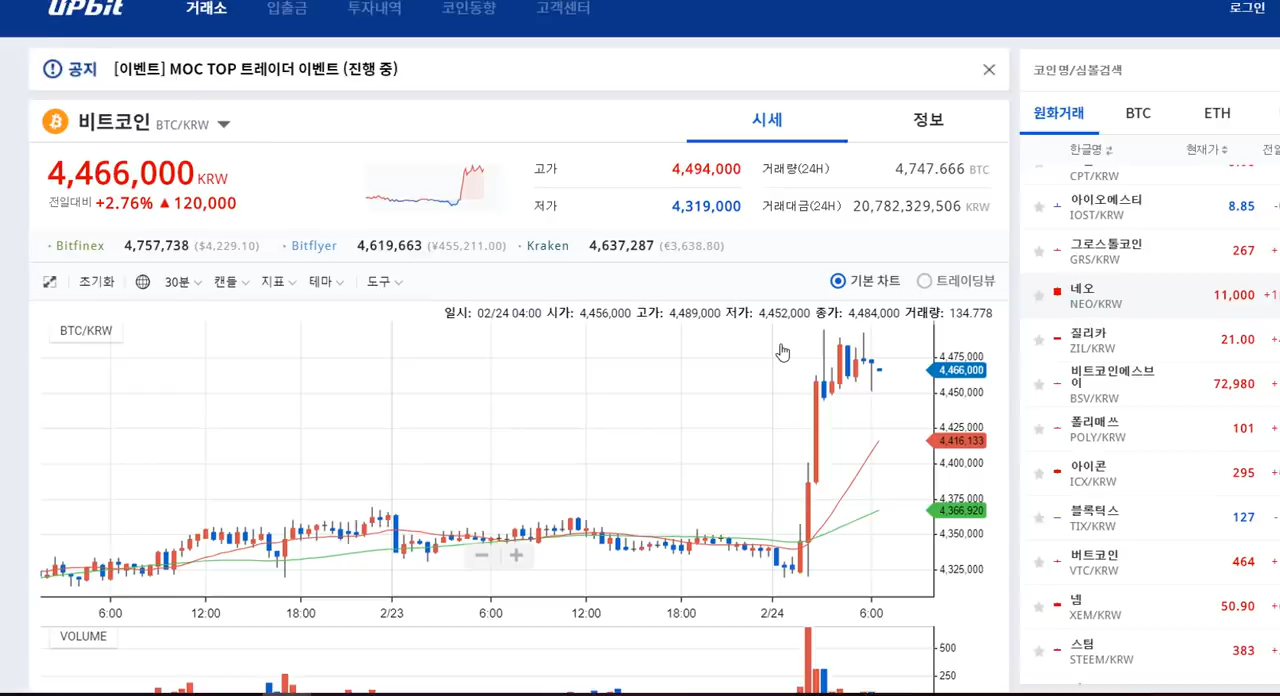 UPbit 거래소 입출금 투자내역 코인동향 고객센터 로그인
공지 [이벤트] MOC TOP 트레이더 이벤트 (진행 중)
비트코인 BTC/KRW
시세 정보
4,466,000 KRW
전일대비 +2.76% ▲ 120,000
고가 4,494,000 거래량(24H) 4,747.666 BTC
저가 4,319,000 거래대금(24H) 20,782,329,506 KRW
· Bitfinex 4,757,738 ($4,229.10) · Bitflyer 4,619,663 (¥455,211.00) · Kraken 4,637,287 (€3,638.80)
초기화 30분 캔들 지표 테마 도구 기본 차트 트레이딩뷰
일시: 02/24 04:00 시가: 4,456,000 고가: 4,489,000 저가: 4,452,000 종가: 4,484,000 거래량: 134.778
BTC/KRW
4,475,000
4,466,000
4,450,000
4,425,000
4,416.133
4,400,000
4,375,000
4,366.920
4,350,000
4,325,000
6:00 12:00 18:00 2/23 6:00 12:00 18:00 2/24 6:00
VOLUME
500
250
코인명/심볼검색
원화거래 BTC ETH
한글명 현재가
CPT/KRW
아이오에스티 8.85
IOST/KRW
그로스톨코인 267
GRS/KRW
네오 11,000
NEO/KRW
질리카 21.00
ZIL/KRW
비트코인에스브
이 72,980
BSV/KRW
폴리매쓰 101
POLY/KRW
아이콘 295
ICX/KRW
블록틱스 127
TIX/KRW
버트코인 464
VTC/KRW
넴 50.90
XEM/KRW
스팀 383
STEEM/KRW